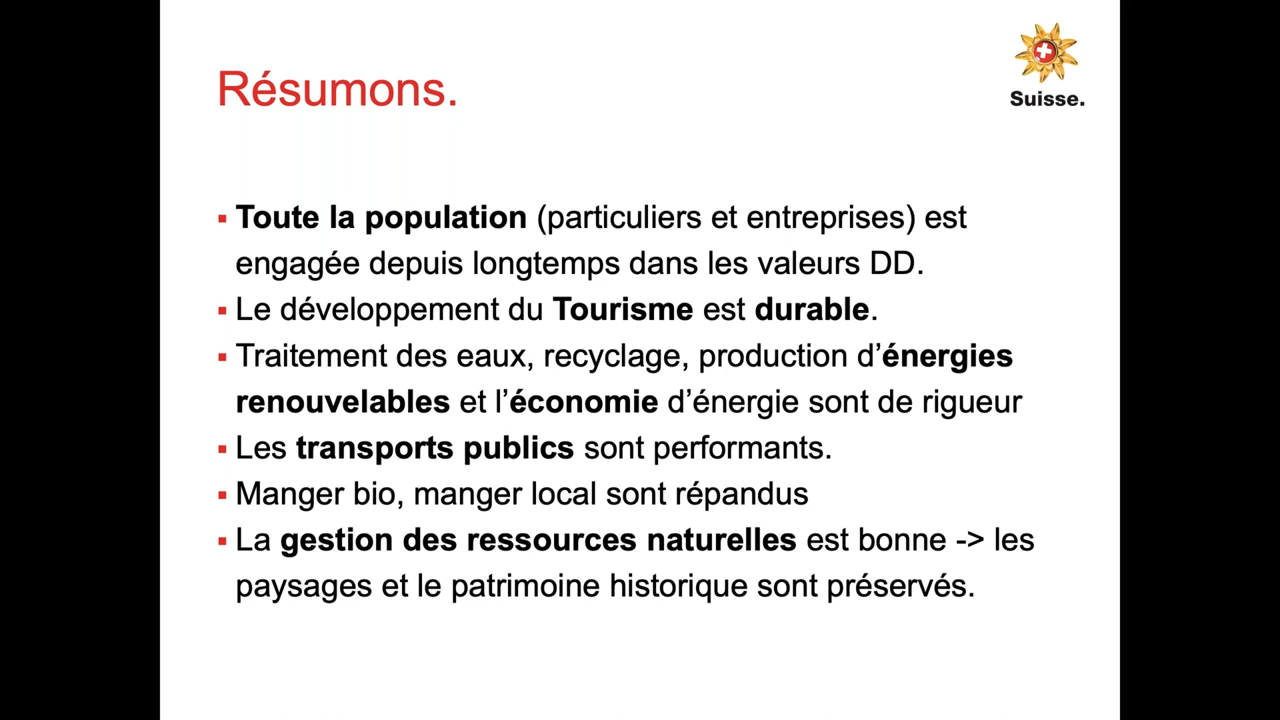 Résumons.
Suisse.
▪ Toute la population (particuliers et entreprises) est
engagée depuis longtemps dans les valeurs DD.
▪ Le développement du Tourisme est durable.
▪ Traitement des eaux, recyclage, production d’énergies
renouvelables et l’économie d’énergie sont de rigueur
▪ Les transports publics sont performants.
▪ Manger bio, manger local sont répandus
▪ La gestion des ressources naturelles est bonne -> les
paysages et le patrimoine historique sont préservés.